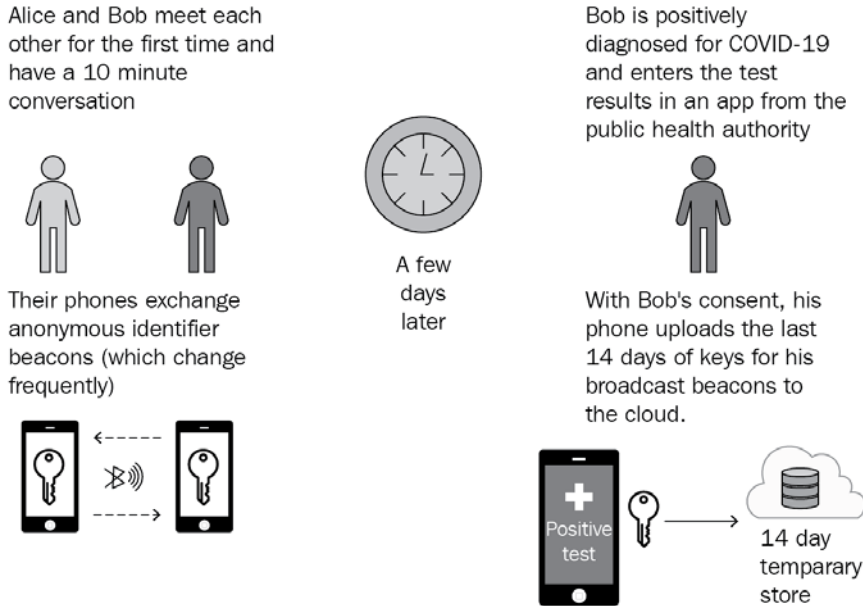 Alice and Bob meet each
other for the first time and
have a 10 minute
conversation
Their phones exchange
anonymous identifier
beacons (which change
frequently)
A few
days
later
Bob is positively
diagnosed for COVID-19
and enters the test
results in an app from the
public health authority
With Bob's consent, his
phone uploads the last
14 days of keys for his
broadcast beacons to
the cloud.
Positive
test
14 day
temparary
store